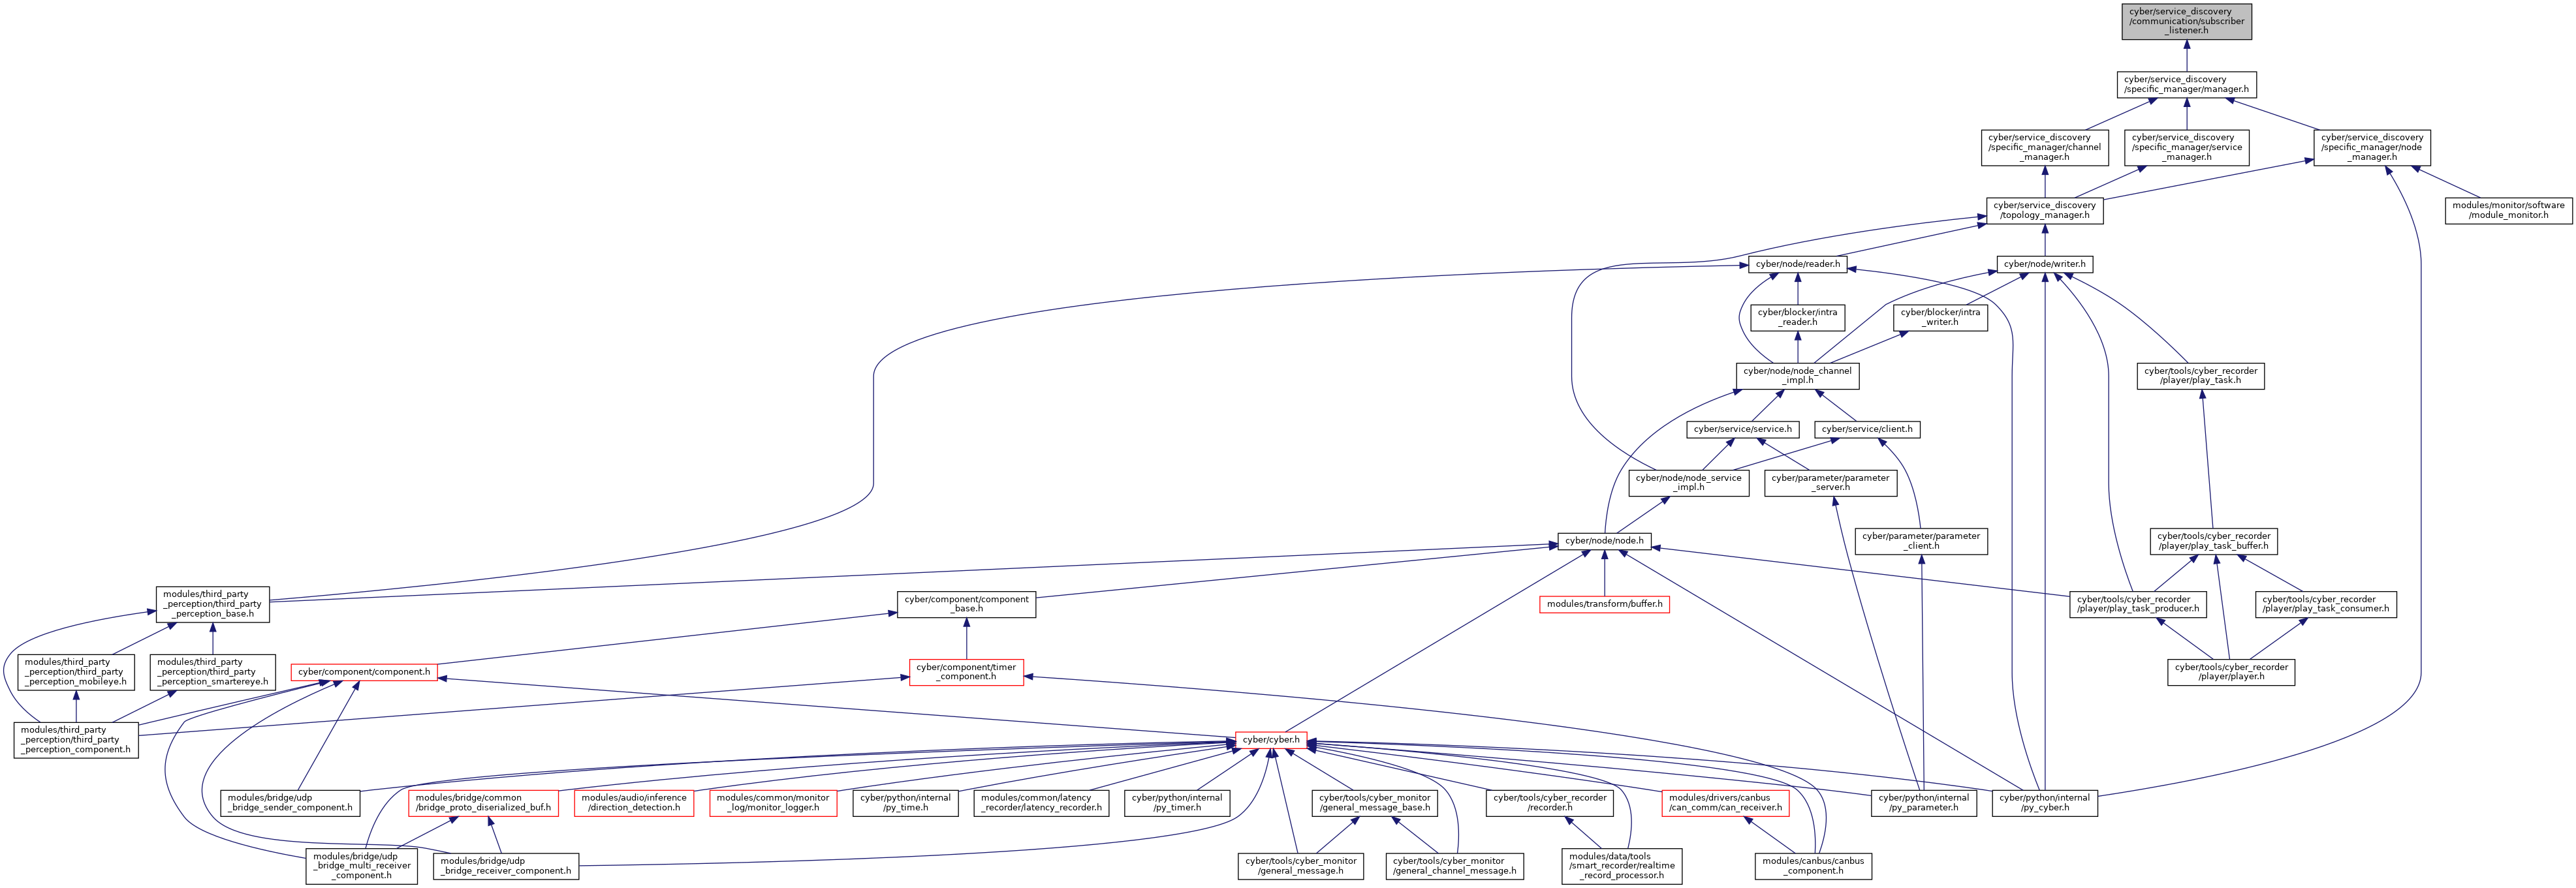 cyber/service_discovery
/communication/subscriber
_listener.h
cyber/service_discovery
/specific_manager/manager.h
cyber/service_discovery
/specific_manager/channel
_manager.h
cyber/service_discovery
/specific_manager/service
_manager.h
cyber/service_discovery
/specific_manager/node
_manager.h
cyber/service_discovery
/topology_manager.h
modules/monitor/software
/module_monitor.h
cyber/node/reader.h
cyber/node/writer.h
cyber/blocker/intra
_reader.h
cyber/blocker/intra
_writer.h
cyber/node/node_channel
_impl.h
cyber/tools/cyber_recorder
/player/play_task.h
cyber/service/service.h
cyber/service/client.h
cyber/node/node_service
_impl.h
cyber/parameter/parameter
_server.h
cyber/node/node.h
cyber/parameter/parameter
_client.h
cyber/tools/cyber_recorder
/player/play_task_buffer.h
modules/third_party
_perception/third_party
_perception_base.h
cyber/component/component
_base.h
modules/transform/buffer.h
cyber/tools/cyber_recorder
/player/play_task_producer.h
cyber/tools/cyber_recorder
/player/play_task_consumer.h
modules/third_party
_perception/third_party
_perception_mobileye.h
modules/third_party
_perception/third_party
_perception_smartereye.h
cyber/component/component.h
cyber/component/timer
_component.h
cyber/tools/cyber_recorder
/player/player.h
modules/third_party
_perception/third_party
_perception_component.h
cyber/cyber.h
modules/bridge/udp
_bridge_sender_component.h
modules/bridge/common
/bridge_proto_diserialized_buf.h
modules/audio/inference
/direction_detection.h
modules/common/monitor
_log/monitor_logger.h
cyber/python/internal
/py_time.h
modules/common/latency
_recorder/latency_recorder.h
cyber/python/internal
/py_timer.h
cyber/tools/cyber_monitor
/general_message_base.h
cyber/tools/cyber_recorder
/recorder.h
modules/drivers/canbus
/can_comm/can_receiver.h
cyber/python/internal
/py_parameter.h
cyber/python/internal
/py_cyber.h
modules/bridge/udp
_bridge_multi_receiver
_component.h
modules/bridge/udp
_bridge_receiver_component.h
cyber/tools/cyber_monitor
/general_message.h
cyber/tools/cyber_monitor
/general_channel_message.h
modules/data/tools
/smart_recorder/realtime
_record_processor.h
modules/canbus/canbus
_component.h